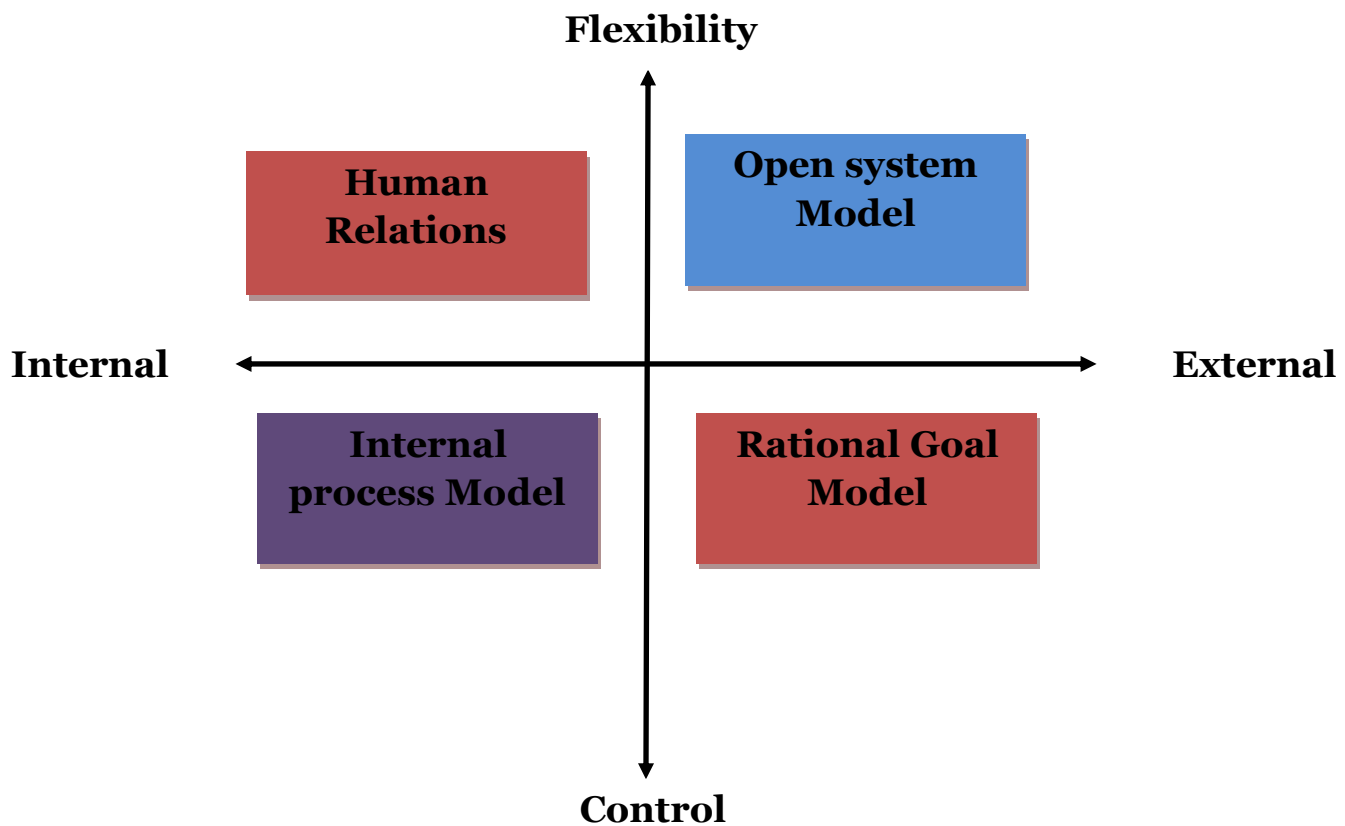 Flexibility
Human
Relations
Open system
Model
Internal
External
Internal
process Model
Rational Goal
Model
Control